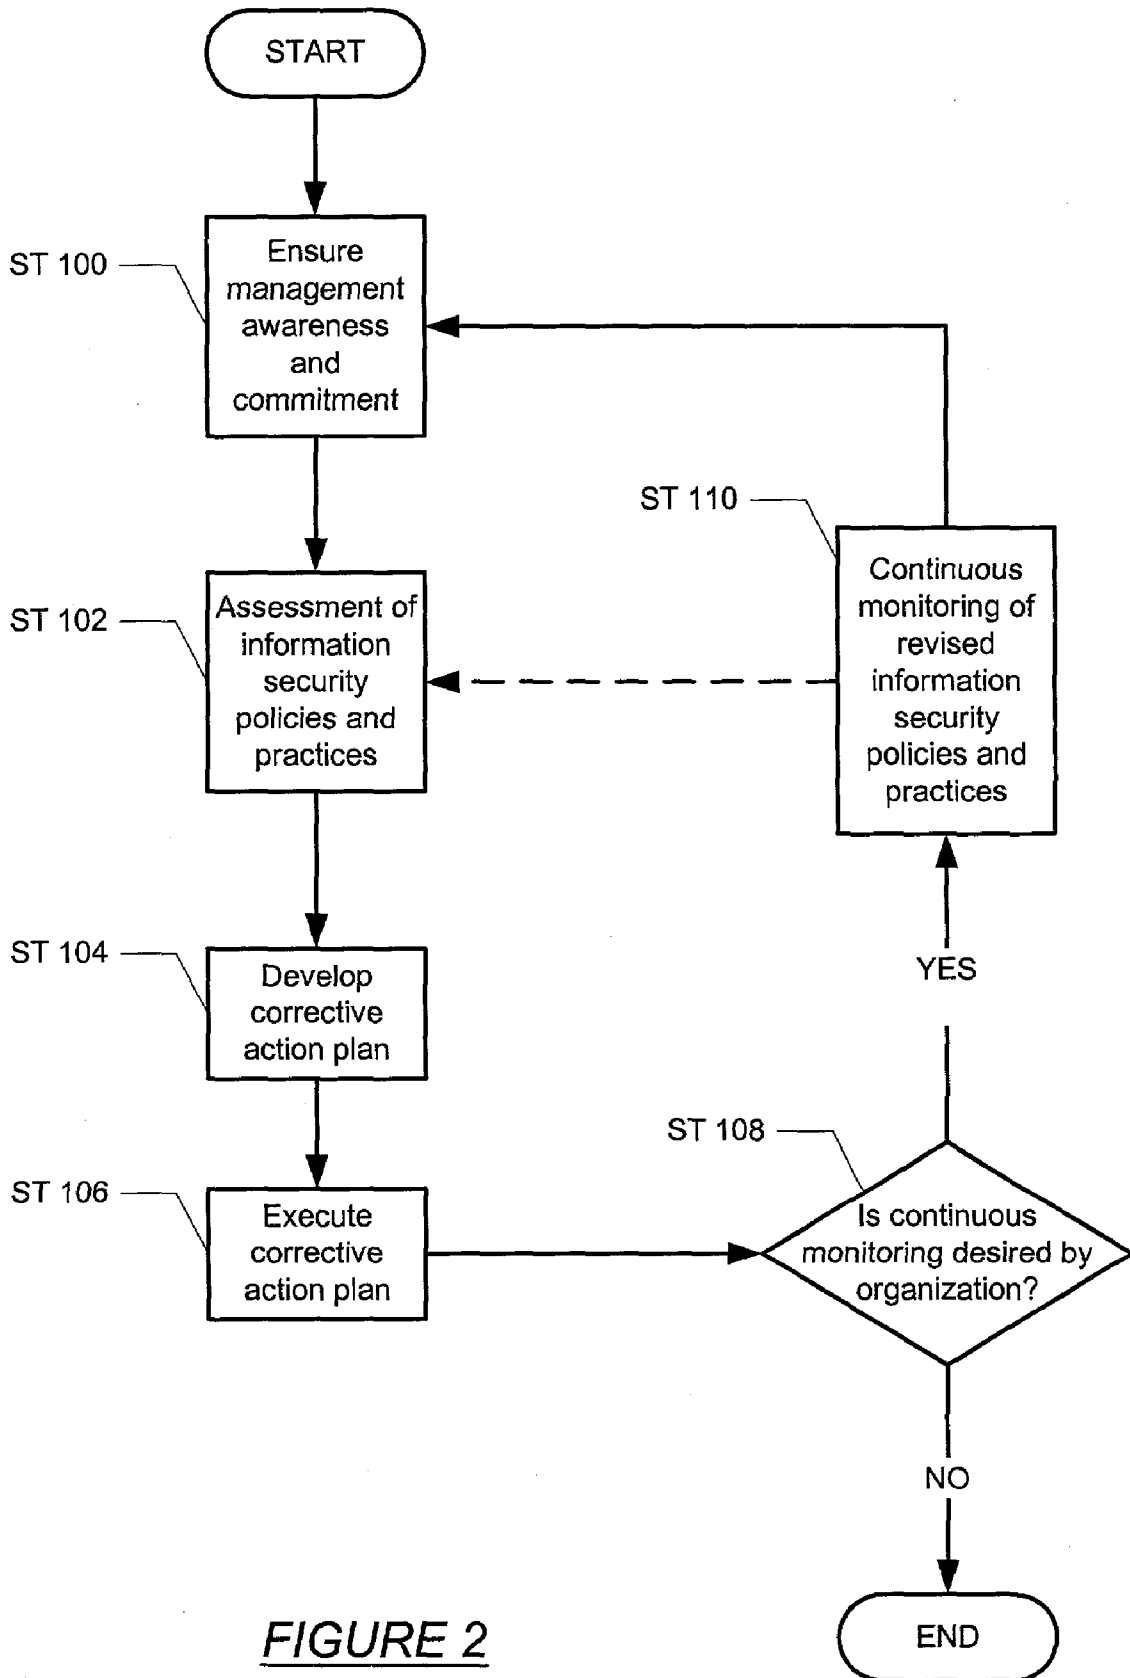 START
ST 100
Ensure
management
awareness
and
commitment
ST 110
Continuous
monitoring of
revised
information
security
policies and
practices
ST 102
Assessment of
information
security
policies and
practices
ST 104
Develop
corrective
action plan
YES
ST 108
Is continuous
monitoring desired by
organization?
ST 106
Execute
corrective
action plan
NO
END
FIGURE 2